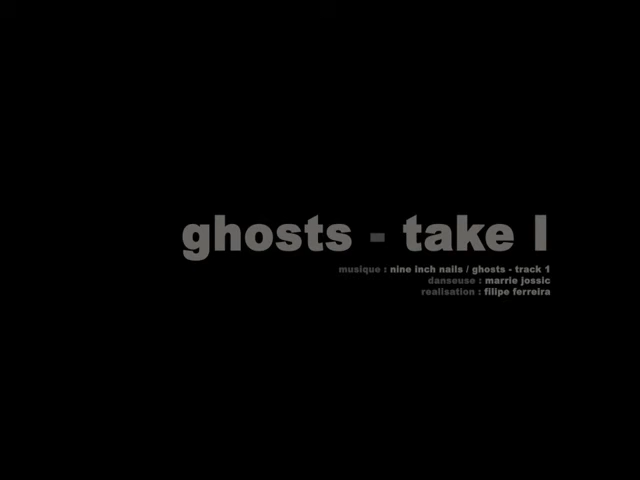 ghosts - take I
musique : nine inch nails / ghosts - track 1
danseuse : marrie jossic
realisation : filipe ferreira